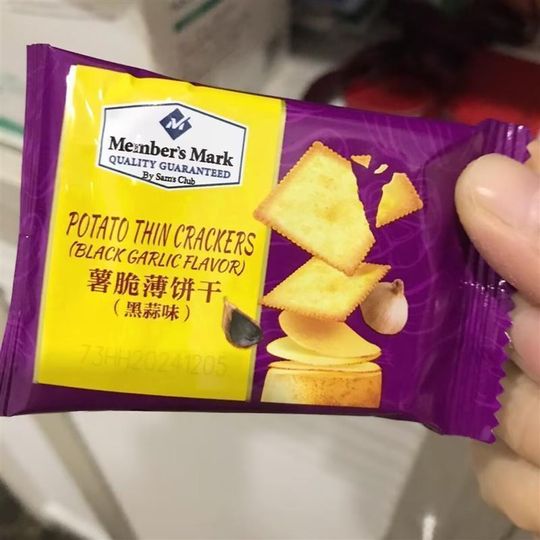 Member's Mark
QUALITY GUARANTEED
By Sam's Club
POTATO THIN CRACKERS
(BLACK GARLIC FLAVOR)
薯脆薄饼干
(黑蒜味)
73HH20241205